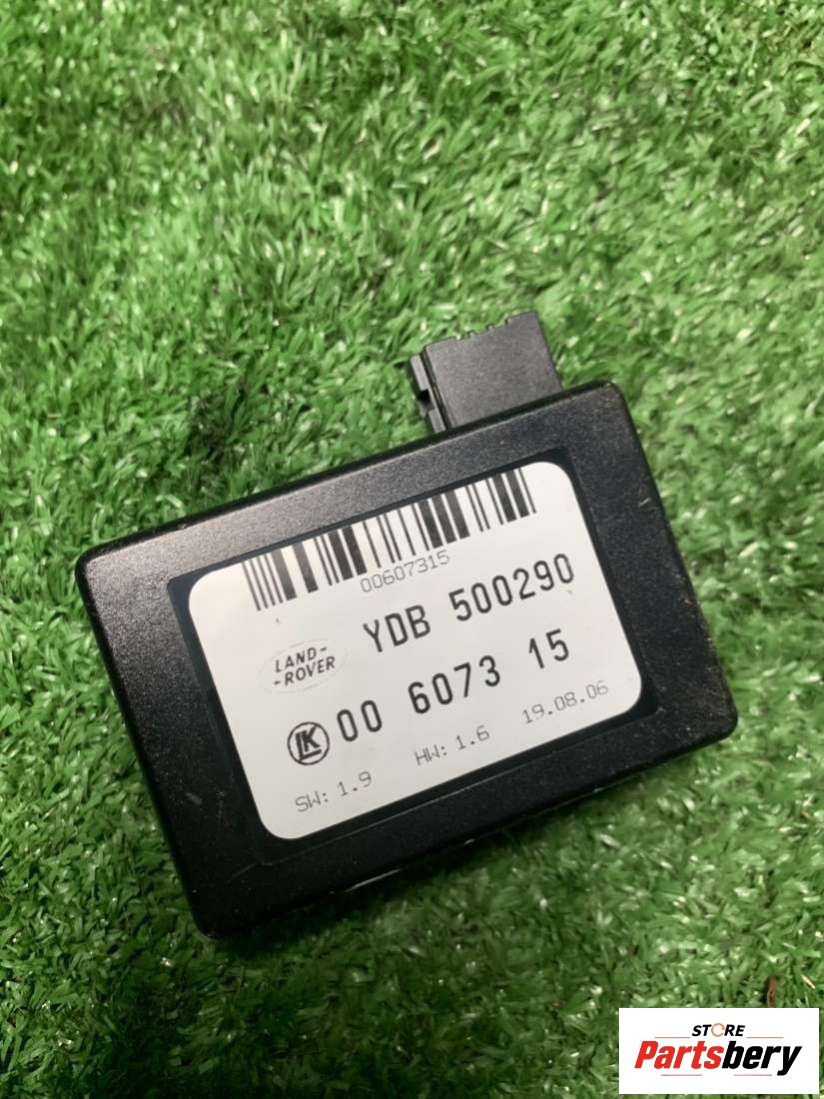 00607315
YDB 500290
LAND-
-ROVER
LK 00 6073 15
SW: 1.9 HW: 1.6 19.08.06
STORE
Partsbery